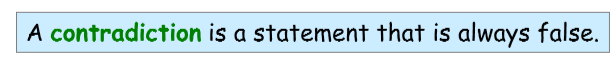 A contradiction is a statement that is always false.